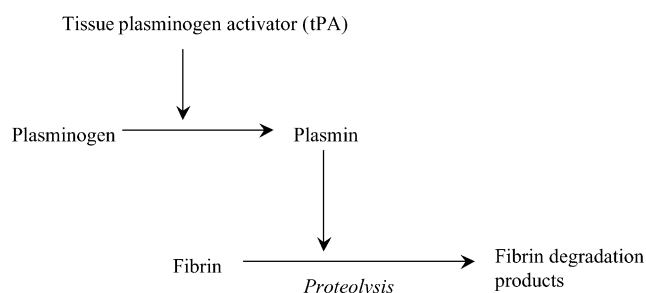 Tissue plasminogen activator (tPA)
Plasminogen
Plasmin
Fibrin
Proteolysis
Fibrin degradation
products